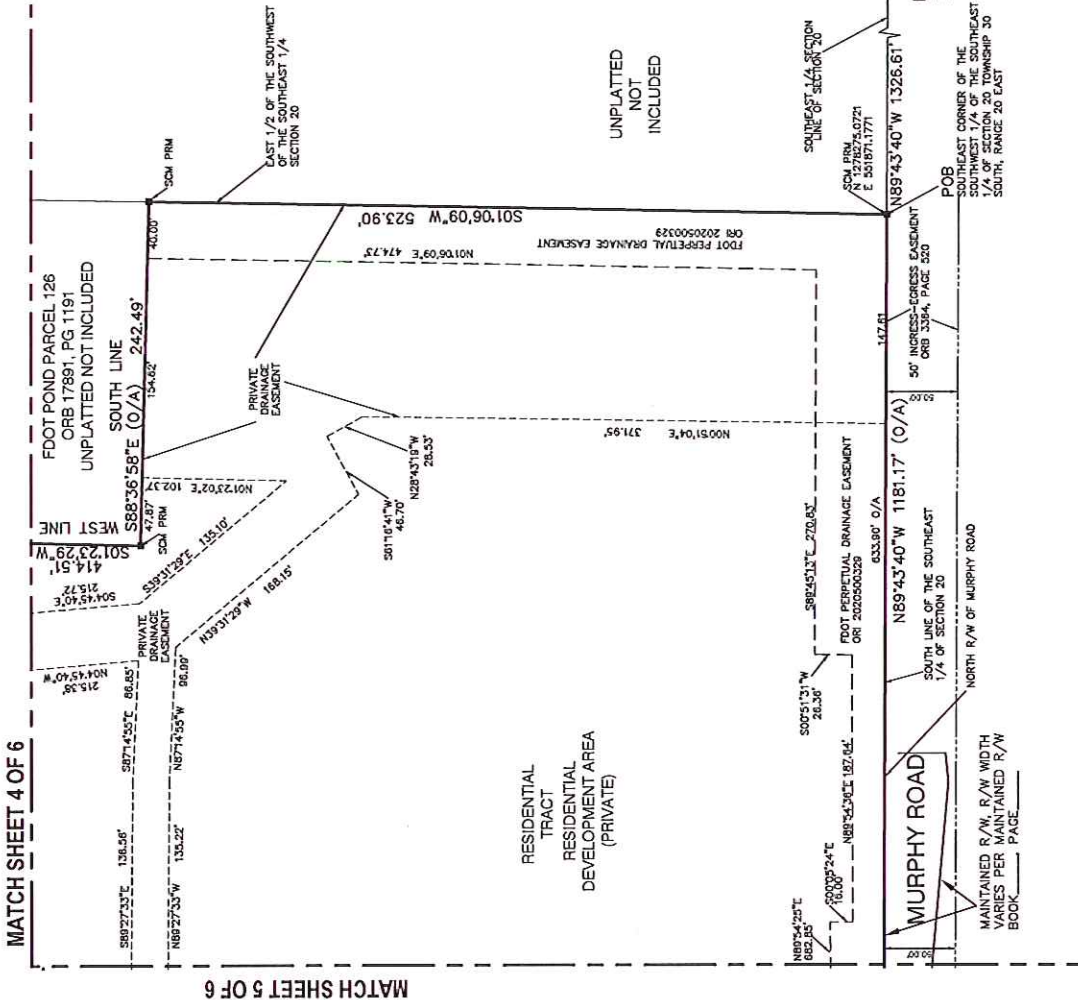 MATCH SHEET 4 OF 6
MATCH SHEET 5 OF 6
FDOT POND PARCEL 126
ORB 17891, PG 1191
UNPLATTED NOT INCLUDED
SOUTH LINE
S88°36'58"E (O/A) 242.49'
47.87'
154.62'
40.00'
SCM PRM
SCM PRM
WEST LINE
S01°23'29"W
414.51'
215.72'
S04°45'40"E
N04°45'40"W
215.38'
PRIVATE
DRAINAGE
EASEMENT
S39°31'29"E 135.10'
N01°23'02"E 102.37'
PRIVATE
DRAINAGE
EASEMENT
EAST 1/2 OF THE SOUTHWEST
OF THE SOUTHEAST 1/4
SECTION 20
S89°27'33"E 136.56'
S87°14'55"E 86.85'
N89°27'33"W 135.22'
N87°14'55"W 96.99'
N39°31'29"W 168.15'
S61°16'41"W
46.70'
N28°43'19"W
26.53'
N01°06'09"E 474.73'
FDOT PERPETUAL DRAINAGE EASEMENT
ORI 2020500329
S01°06'09"W 523.90'
N00°51'04"E 371.95'
UNPLATTED
NOT
INCLUDED
RESIDENTIAL
TRACT
RESIDENTIAL
DEVELOPMENT AREA
(PRIVATE)
SOUTHEAST 1/4 SECTION
LINE OF SECTION 20
SCM PRM
N 1278275.0721
E 551871.1771
N89°43'40"W 1326.61'
POB
SOUTHEAST CORNER OF THE
SOUTHWEST 1/4 OF THE SOUTHEAST
1/4 OF SECTION 20 TOWNSHIP 30
SOUTH, RANGE 20 EAST
S89°45'13"E 270.83'
FDOT PERPETUAL DRAINAGE EASEMENT
ORI 2020500329
S00°51'31"W
26.36'
N89°54'36"E 187.64'
S00°05'24"E
16.00'
N89°54'25"E
682.85'
633.90' O/A
147.61
N89°43'40"W 1181.17' (O/A)
50' INGRESS-EGRESS EASEMENT
ORB 3364, PAGE 520
50.00'
SOUTH LINE OF THE SOUTHEAST
1/4 OF SECTION 20
NORTH R/W OF MURPHY ROAD
MURPHY ROAD
50.00'
MAINTAINED R/W, R/W WIDTH
VARIES PER MAINTAINED R/W
BOOK____ PAGE____